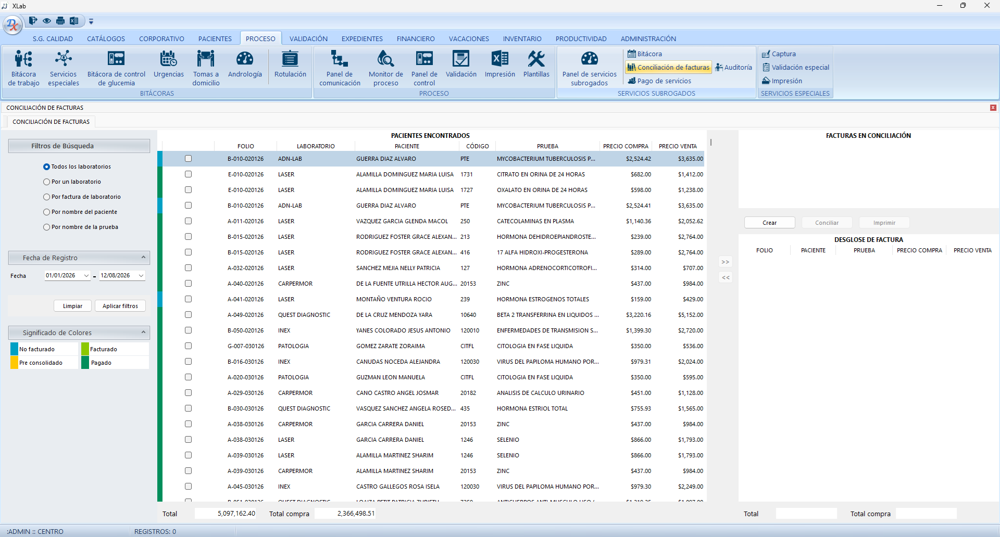 XLab
S.G. CALIDAD CATÁLOGOS CORPORATIVO PACIENTES PROCESO VALIDACIÓN EXPEDIENTES FINANCIERO VACACIONES INVENTARIO PRODUCTIVIDAD ADMINISTRACIÓN
Bitácora de trabajo
Servicios especiales
Bitácora de control de glucemia
Urgencias
Tomas a domicilio
Andrología
Rotulación
BITÁCORAS
Panel de comunicación
Monitor de proceso
Panel de control
Validación
Impresión
Plantillas
PROCESO
Panel de servicios subrogados
Bitácora
Conciliación de facturas
Auditoría
Pago de servicios
SERVICIOS SUBROGADOS
Captura
Validación especial
Impresión
SERVICIOS ESPECIALES
CONCILIACIÓN DE FACTURAS
CONCILIACIÓN DE FACTURAS
Filtros de Búsqueda
Todos los laboratorios
Por un laboratorio
Por factura de laboratorio
Por nombre del paciente
Por nombre de la prueba
Fecha de Registro
Fecha 01/01/2026 - 12/08/2026
Limpiar Aplicar filtros
Significado de Colores
No facturado Facturado
Pre consolidado Pagado
PACIENTES ENCONTRADOS
FOLIO LABORATORIO PACIENTE CÓDIGO PRUEBA PRECIO COMPRA PRECIO VENTA
B-010-020126 ADN-LAB GUERRA DIAZ ALVARO PTE MYCOBACTERIUM TUBERCULOSIS P... $2,524.42 $3,635.00
E-010-020126 LASER ALAMILLA DOMINGUEZ MARIA LUISA 1731 CITRATO EN ORINA DE 24 HORAS $682.00 $1,412.00
E-010-020126 LASER ALAMILLA DOMINGUEZ MARIA LUISA 1727 OXALATO EN ORINA DE 24 HORAS $598.00 $1,238.00
B-010-020126 ADN-LAB GUERRA DIAZ ALVARO PTE MYCOBACTERIUM TUBERCULOSIS P... $2,524.41 $3,635.00
A-011-020126 LASER VAZQUEZ GARCIA GLENDA MACOL 250 CATECOLAMINAS EN PLASMA $1,140.36 $2,052.62
B-015-020126 LASER RODRIGUEZ FOSTER GRACE ALEXAN... 213 HORMONA DEHIDROEPIANDROSTE... $239.00 $2,764.00
B-015-020126 LASER RODRIGUEZ FOSTER GRACE ALEXAN... 416 17 ALFA HIDROXI-PROGESTERONA $289.00 $2,764.00
A-032-020126 LASER SANCHEZ MEJIA NELLY PATRICIA 127 HORMONA ADRENOCORTICOTROFI... $314.00 $707.00
A-040-020126 CARPERMOR DE LA FUENTE UTRILLA HECTOR AUG... 20153 ZINC $437.00 $984.00
A-041-020126 LASER MONTAÑO VENTURA ROCIO 239 HORMONA ESTROGENOS TOTALES $159.00 $429.00
A-049-020126 QUEST DIAGNOSTIC DE LA CRUZ MENDOZA YARA 10640 BETA 2 TRANSFERRINA EN LIQUIDOS ... $3,220.16 $5,152.00
B-050-020126 INEX YANES COLORADO JESUS ANTONIO 120010 ENFERMEDADES DE TRANSMISION S... $1,399.30 $2,720.00
G-007-030126 PATOLOGIA GOMEZ ZARATE ZORAIMA CITFL CITOLOGIA EN FASE LIQUIDA $350.00 $536.00
B-016-030126 INEX CANUDAS NOCEDA ALEJANDRA 120030 VIRUS DEL PAPILOMA HUMANO POR... $979.31 $2,024.00
A-020-030126 PATOLOGIA GUZMAN LEON MANUELA CITFL CITOLOGIA EN FASE LIQUIDA $350.00 $595.00
A-029-030126 CARPERMOR CANO CASTRO ANGEL JOSMAR 20182 ANALISIS DE CALCULO URINARIO $451.00 $1,128.00
B-030-030126 QUEST DIAGNOSTIC VASQUEZ SANCHEZ ANGELA ROSED... 435 HORMONA ESTRIOL TOTAL $755.93 $1,565.00
A-038-030126 CARPERMOR GARCIA CARRERA DANIEL 20153 ZINC $437.00 $984.00
A-038-030126 LASER GARCIA CARRERA DANIEL 1246 SELENIO $866.00 $1,793.00
A-039-030126 LASER ALAMILLA MARTINEZ SHARIM 1246 SELENIO $866.00 $1,793.00
A-039-030126 CARPERMOR ALAMILLA MARTINEZ SHARIM 20153 ZINC $437.00 $984.00
A-045-030126 INEX CASTRO GALLEGOS ROSA ISELA 120030 VIRUS DEL PAPILOMA HUMANO POR... $979.30 $2,249.00
Total 5,097,162.40 Total compra 2,366,498.51
>>
<<
FACTURAS EN CONCILIACIÓN
Crear Conciliar Imprimir
DESGLOSE DE FACTURA
FOLIO PACIENTE PRUEBA PRECIO COMPRA PRECIO VENTA
Total Total compra
:ADMIN :: CENTRO REGISTROS: 0